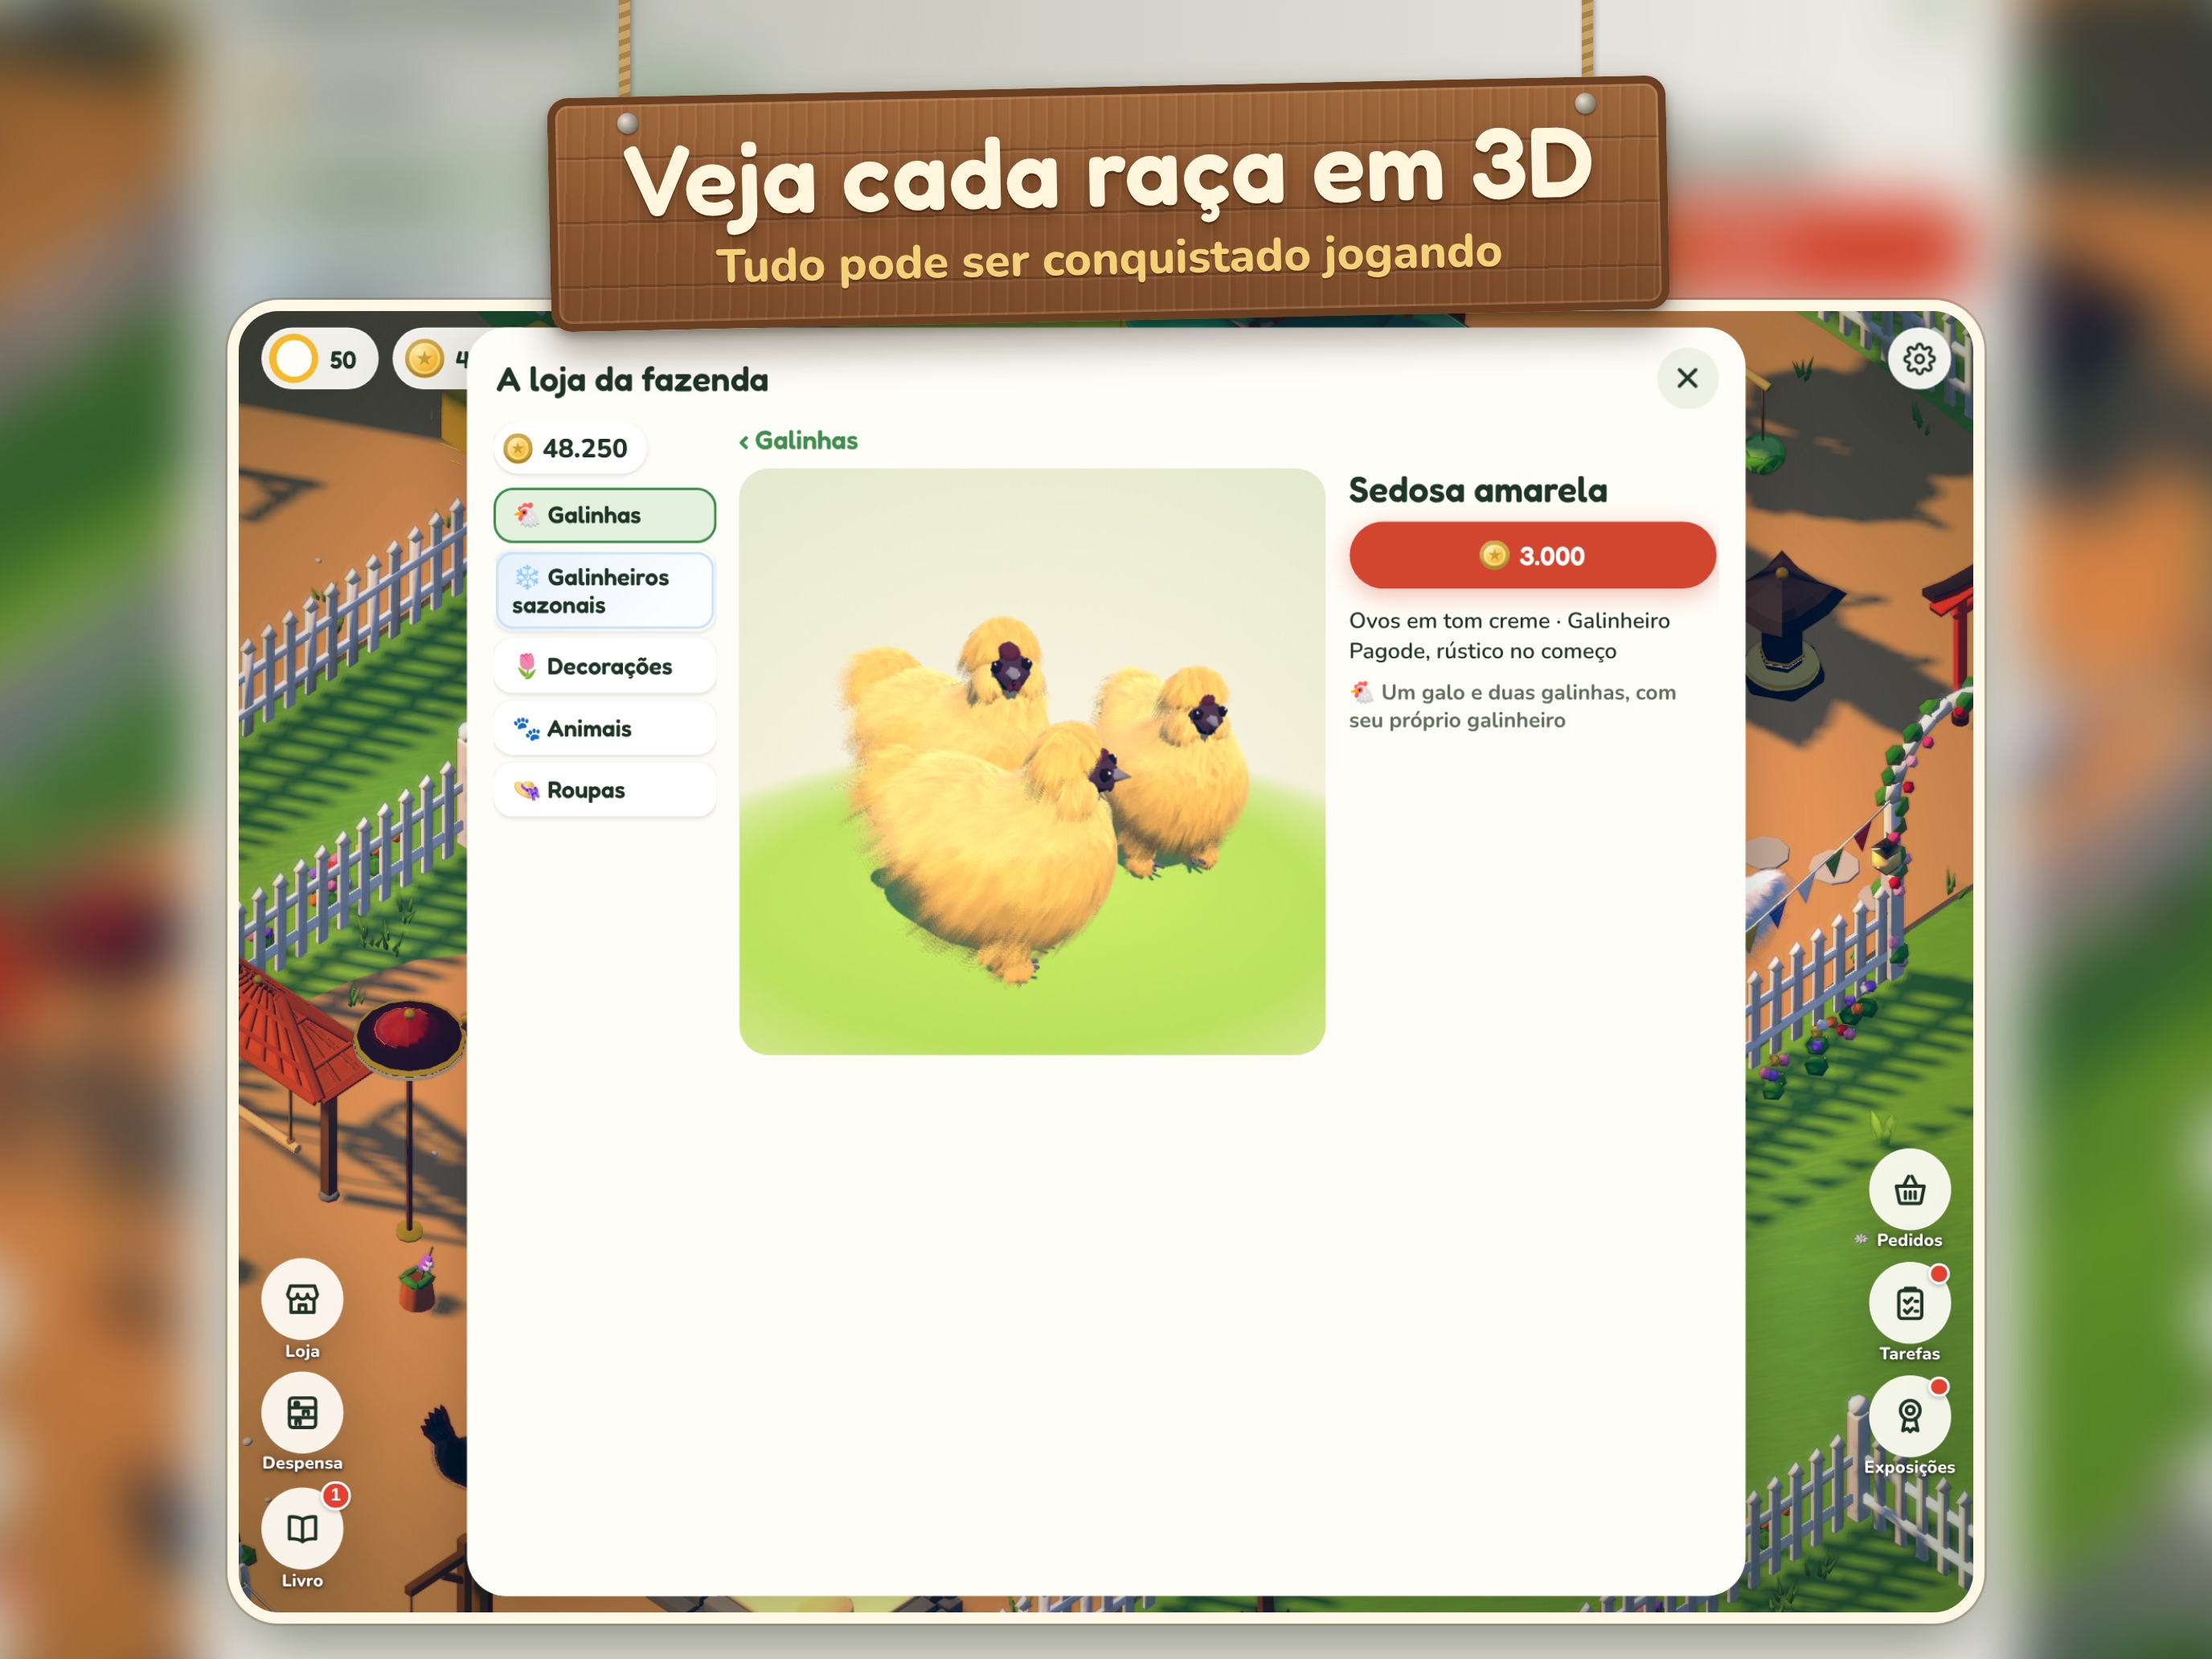 Veja cada raça em 3D
Tudo pode ser conquistado jogando
50
4
A loja da fazenda
48.250
‹ Galinhas
Galinhas
Galinheiros
sazonais
Decorações
Animais
Roupas
Sedosa amarela
3.000
Ovos em tom creme · Galinheiro
Pagode, rústico no começo
Um galo e duas galinhas, com
seu próprio galinheiro
Loja
Despensa
1
Livro
Pedidos
Tarefas
Exposições